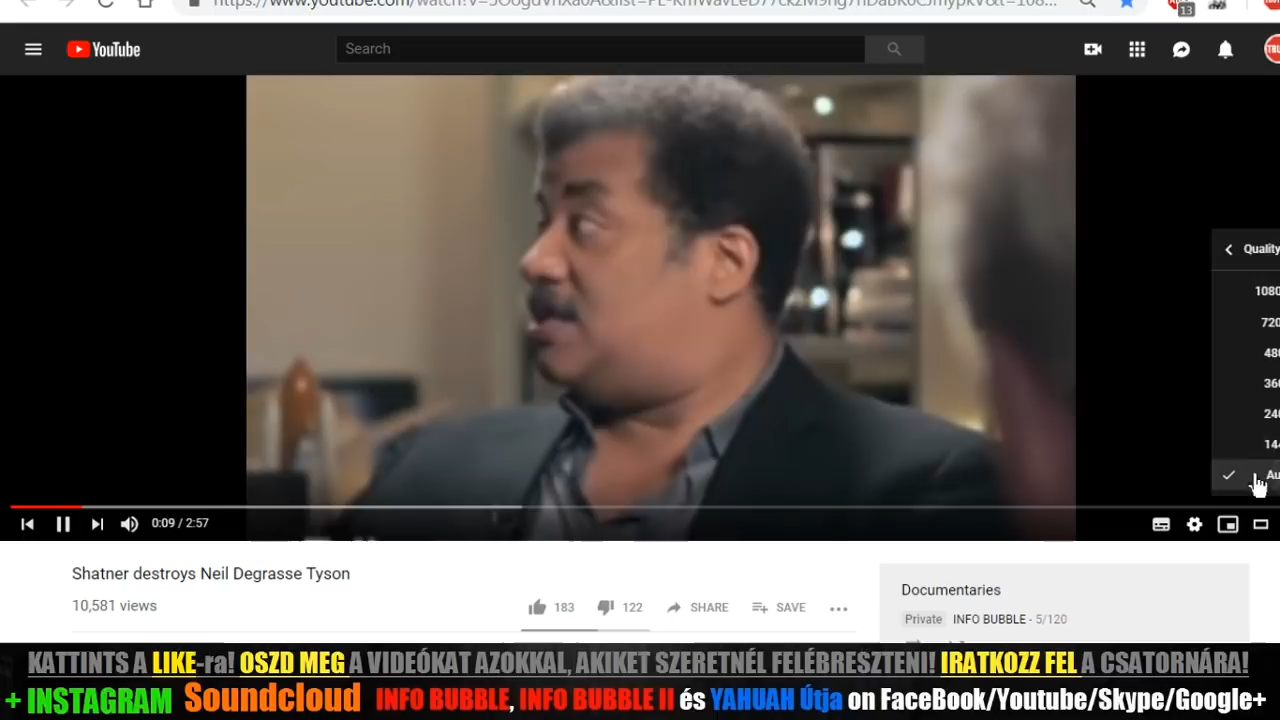 YouTube
Search
13
Quality
1080
720
480
360
240
144
Au
0:09 / 2:57
Shatner destroys Neil Degrasse Tyson
10,581 views
183
122
SHARE
SAVE
Documentaries
Private INFO BUBBLE - 5/120
KATTINTS A LIKE-ra! OSZD MEG A VIDEÓKAT AZOKKAL, AKIKET SZERETNÉL FELÉBRESZTENI! IRATKOZZ FEL A CSATORNÁRA!
+ INSTAGRAM Soundcloud INFO BUBBLE, INFO BUBBLE II és YAHUAH Útja on FaceBook/Youtube/Skype/Google+